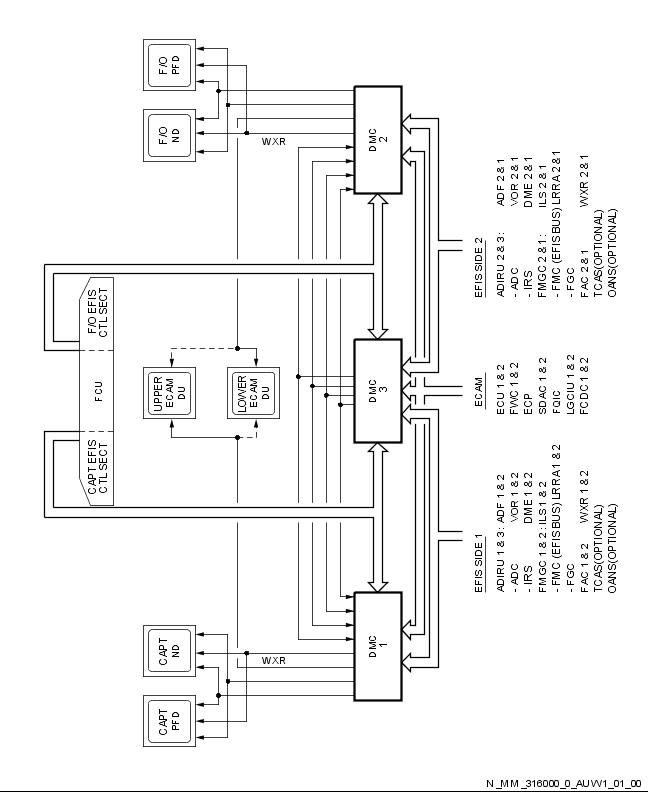 CAPT
PFD
CAPT
ND
CAPT EFIS
CTL SECT
FCU
F/O EFIS
CTL SECT
F/O
ND
F/O
PFD
UPPER
ECAM
DU
LOWER
ECAM
DU
WXR
WXR
DMC
1
DMC
3
DMC
2
EFIS SIDE 1
ADIRU 1 & 3: ADF 1 & 2
- ADC VOR 1 & 2
- IRS DME 1 & 2
FMGC 1 & 2 : ILS 1 & 2
- FMC (EFIS BUS) LRRA 1 & 2
- FGC
FAC 1 & 2 WXR 1 & 2
TCAS(OPTIONAL)
OANS(OPTIONAL)
ECAM
ECU 1 & 2
FWC 1 & 2
ECP
SDAC 1 & 2
FQIC
LGCIU 1 & 2
FCDC 1 & 2
EFIS SIDE 2
ADIRU 2 & 3: ADF 2 & 1
- ADC VOR 2 & 1
- IRS DME 2 & 1
FMGC 2 & 1 : ILS 2 & 1
- FMC (EFIS BUS) LRRA 2 & 1
- FGC
FAC 2 & 1 WXR 2 & 1
TCAS(OPTIONAL)
OANS(OPTIONAL)
N_MM_316000_0_AUW1_01_00